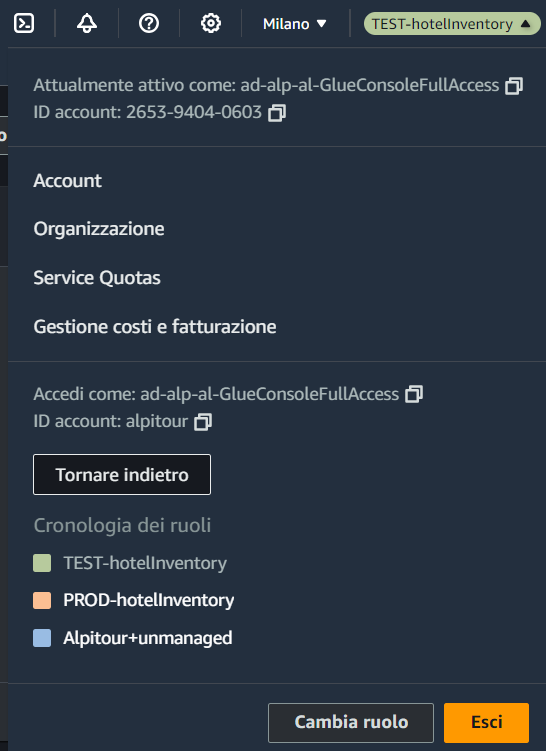 Milano
TEST-hotelInventory
Attualmente attivo come: ad-alp-al-GlueConsoleFullAccess
ID account: 2653-9404-0603
Account
Organizzazione
Service Quotas
Gestione costi e fatturazione
Accedi come: ad-alp-al-GlueConsoleFullAccess
ID account: alpitour
Tornare indietro
Cronologia dei ruoli
TEST-hotelInventory
PROD-hotelInventory
Alpitour+unmanaged
Cambia ruolo
Esci